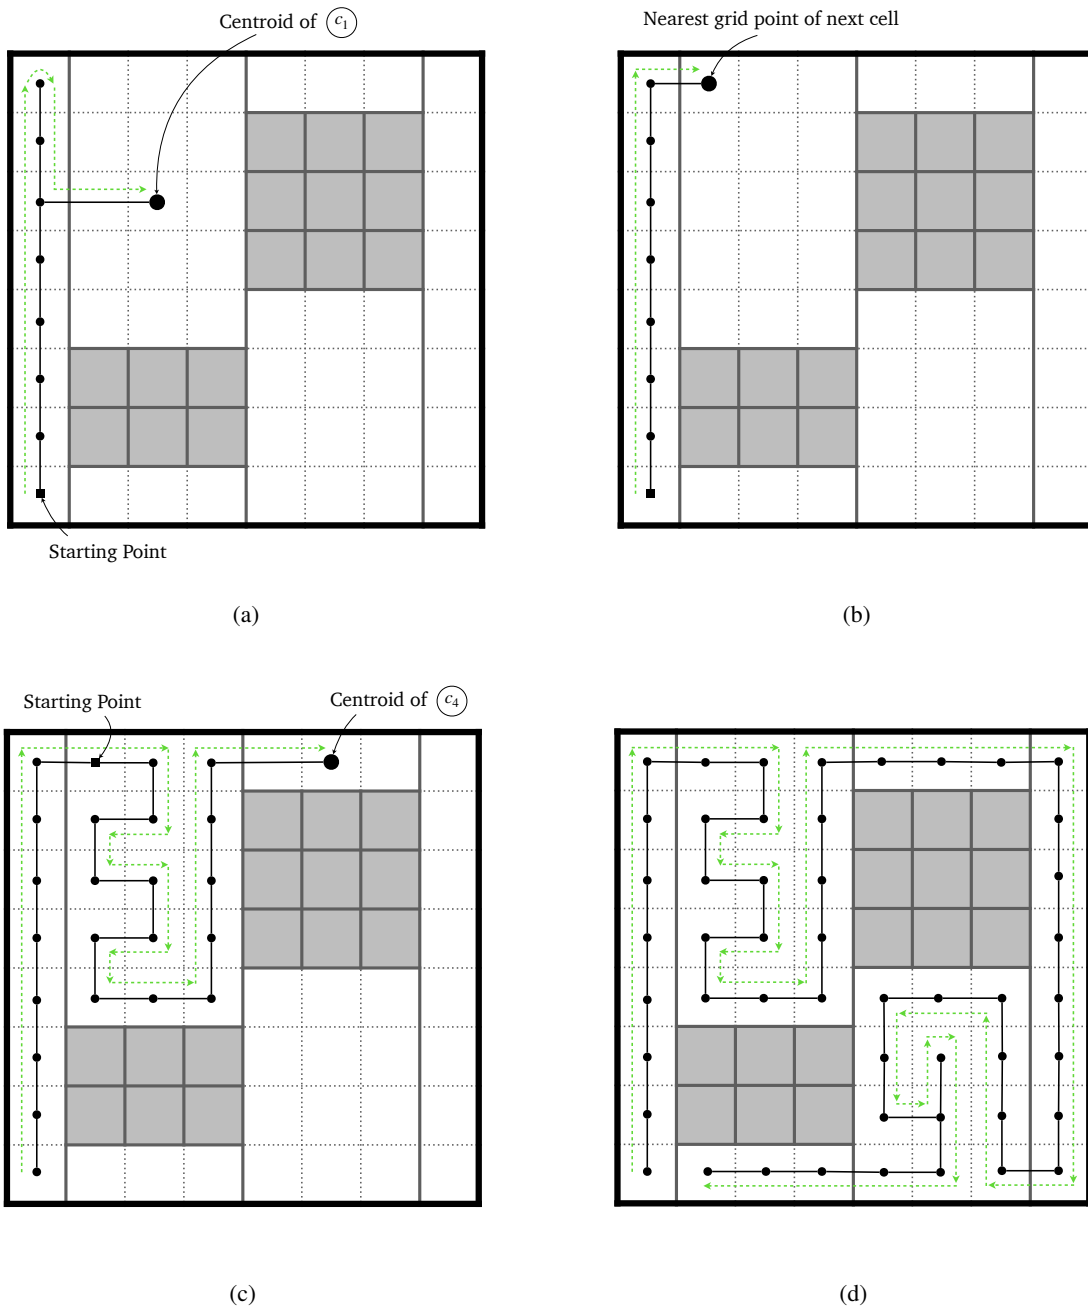 Centroid of c1
Nearest grid point of next cell
Starting Point
(a)
(b)
Starting Point
Centroid of c4
(c)
(d)